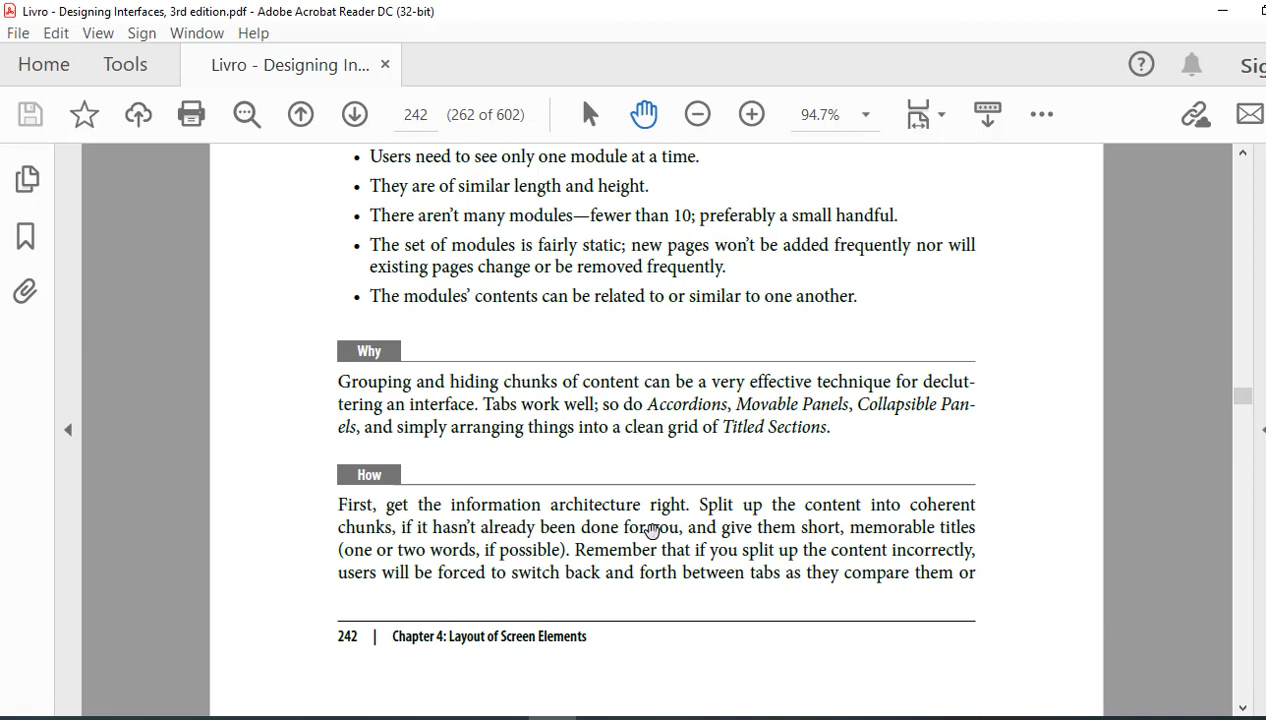 Livro - Designing Interfaces, 3rd edition.pdf - Adobe Acrobat Reader DC (32-bit)
File Edit View Sign Window Help
Home Tools Livro - Designing In... ×
242 (262 of 602) 94.7%
• Users need to see only one module at a time.
• They are of similar length and height.
• There aren't many modules—fewer than 10; preferably a small handful.
• The set of modules is fairly static; new pages won't be added frequently nor will
existing pages change or be removed frequently.
• The modules' contents can be related to or similar to one another.
Why
Grouping and hiding chunks of content can be a very effective technique for declut-
tering an interface. Tabs work well; so do Accordions, Movable Panels, Collapsible Pan-
els, and simply arranging things into a clean grid of Titled Sections.
How
First, get the information architecture right. Split up the content into coherent
chunks, if it hasn't already been done for you, and give them short, memorable titles
(one or two words, if possible). Remember that if you split up the content incorrectly,
users will be forced to switch back and forth between tabs as they compare them or
242 | Chapter 4: Layout of Screen Elements